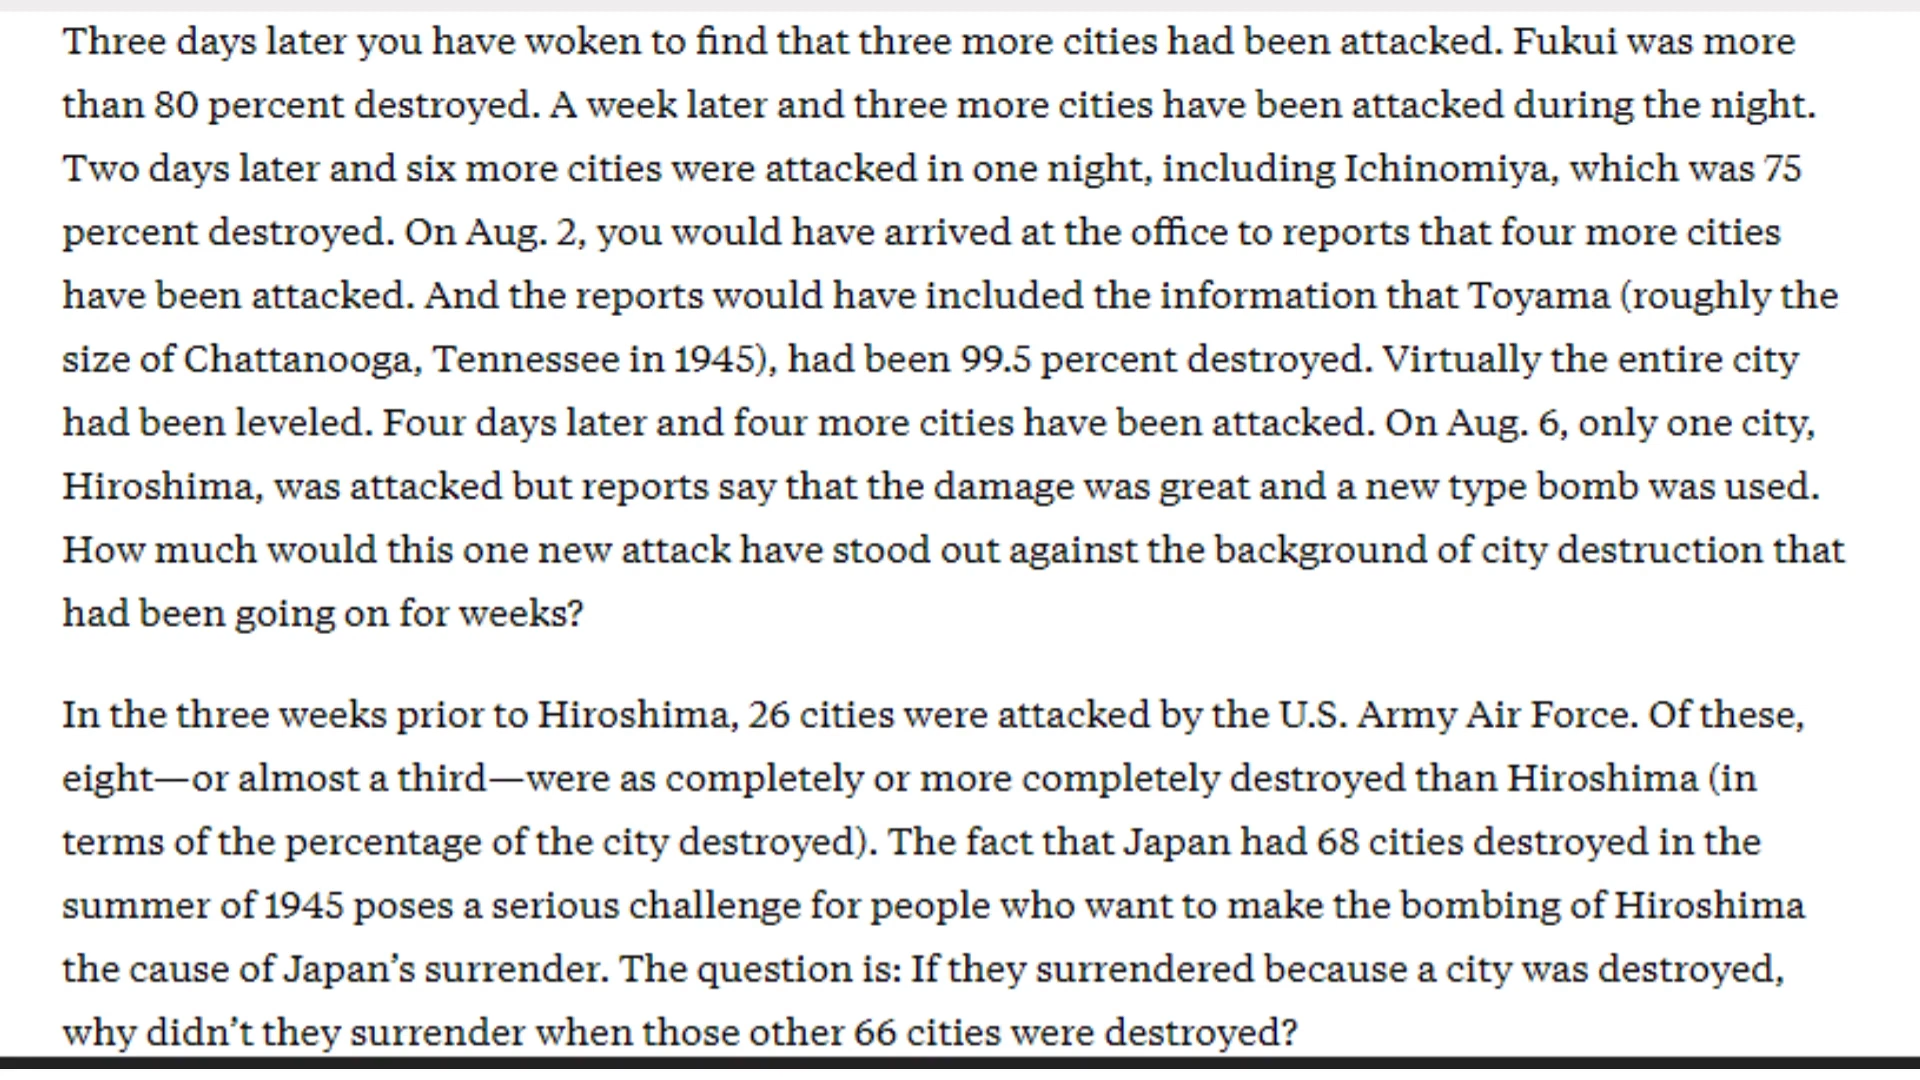 Three days later you have woken to find that three more cities had been attacked. Fukui was more
than 80 percent destroyed. A week later and three more cities have been attacked during the night.
Two days later and six more cities were attacked in one night, including Ichinomiya, which was 75
percent destroyed. On Aug. 2, you would have arrived at the office to reports that four more cities
have been attacked. And the reports would have included the information that Toyama (roughly the
size of Chattanooga, Tennessee in 1945), had been 99.5 percent destroyed. Virtually the entire city
had been leveled. Four days later and four more cities have been attacked. On Aug. 6, only one city,
Hiroshima, was attacked but reports say that the damage was great and a new type bomb was used.
How much would this one new attack have stood out against the background of city destruction that
had been going on for weeks?
In the three weeks prior to Hiroshima, 26 cities were attacked by the U.S. Army Air Force. Of these,
eight—or almost a third—were as completely or more completely destroyed than Hiroshima (in
terms of the percentage of the city destroyed). The fact that Japan had 68 cities destroyed in the
summer of 1945 poses a serious challenge for people who want to make the bombing of Hiroshima
the cause of Japan’s surrender. The question is: If they surrendered because a city was destroyed,
why didn’t they surrender when those other 66 cities were destroyed?